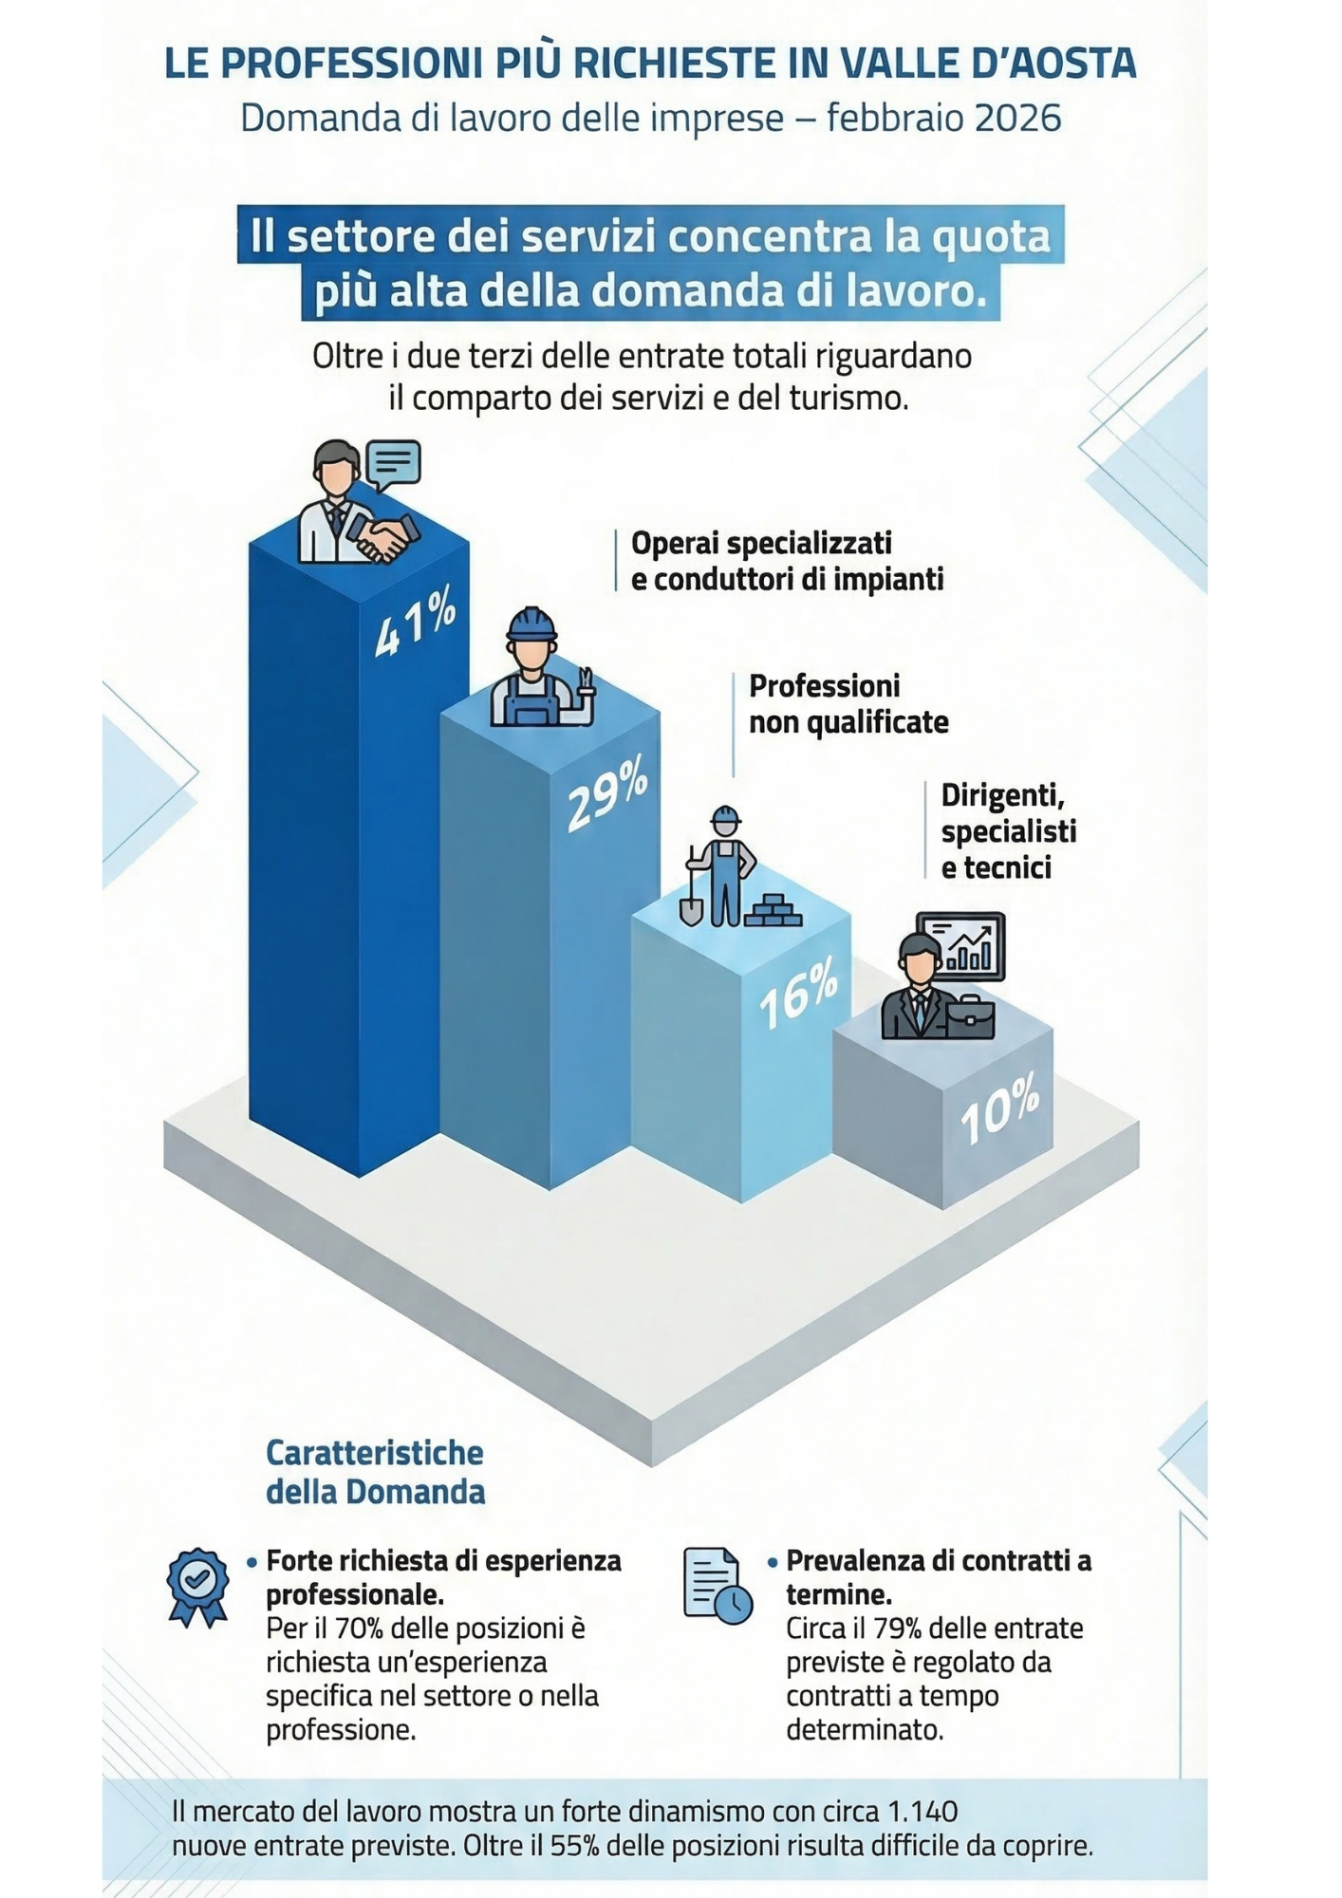 LE PROFESSIONI PIÙ RICHIESTE IN VALLE D'AOSTA
Domanda di lavoro delle imprese – febbraio 2026
Il settore dei servizi concentra la quota
più alta della domanda di lavoro.
Oltre i due terzi delle entrate totali riguardano
il comparto dei servizi e del turismo.
41%
Operai specializzati
e conduttori di impianti
29%
Professioni
non qualificate
16%
Dirigenti,
specialisti
e tecnici
10%
Caratteristiche
della Domanda
• Forte richiesta di esperienza
professionale.
Per il 70% delle posizioni è
richiesta un'esperienza
specifica nel settore o nella
professione.
• Prevalenza di contratti a
termine.
Circa il 79% delle entrate
previste è regolato da
contratti a tempo
determinato.
Il mercato del lavoro mostra un forte dinamismo con circa 1.140
nuove entrate previste. Oltre il 55% delle posizioni risulta difficile da coprire.